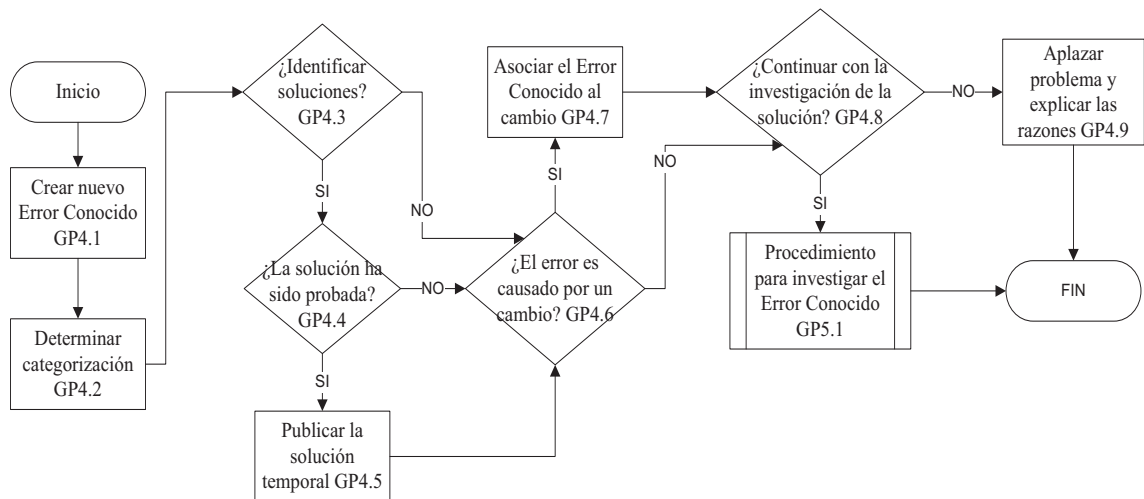 Inicio
Crear nuevo
Error Conocido
GP4.1
Determinar
categorización
GP4.2
¿Identificar
soluciones?
GP4.3
SI
NO
¿La solución ha
sido probada?
GP4.4
NO
SI
Publicar la
solución
temporal GP4.5
¿El error es
causado por un
cambio? GP4.6
SI
NO
Asociar el Error
Conocido al
cambio GP4.7
¿Continuar con la
investigación de la
solución? GP4.8
NO
SI
Aplazar
problema y
explicar las
razones GP4.9
Procedimiento
para investigar el
Error Conocido
GP5.1
FIN